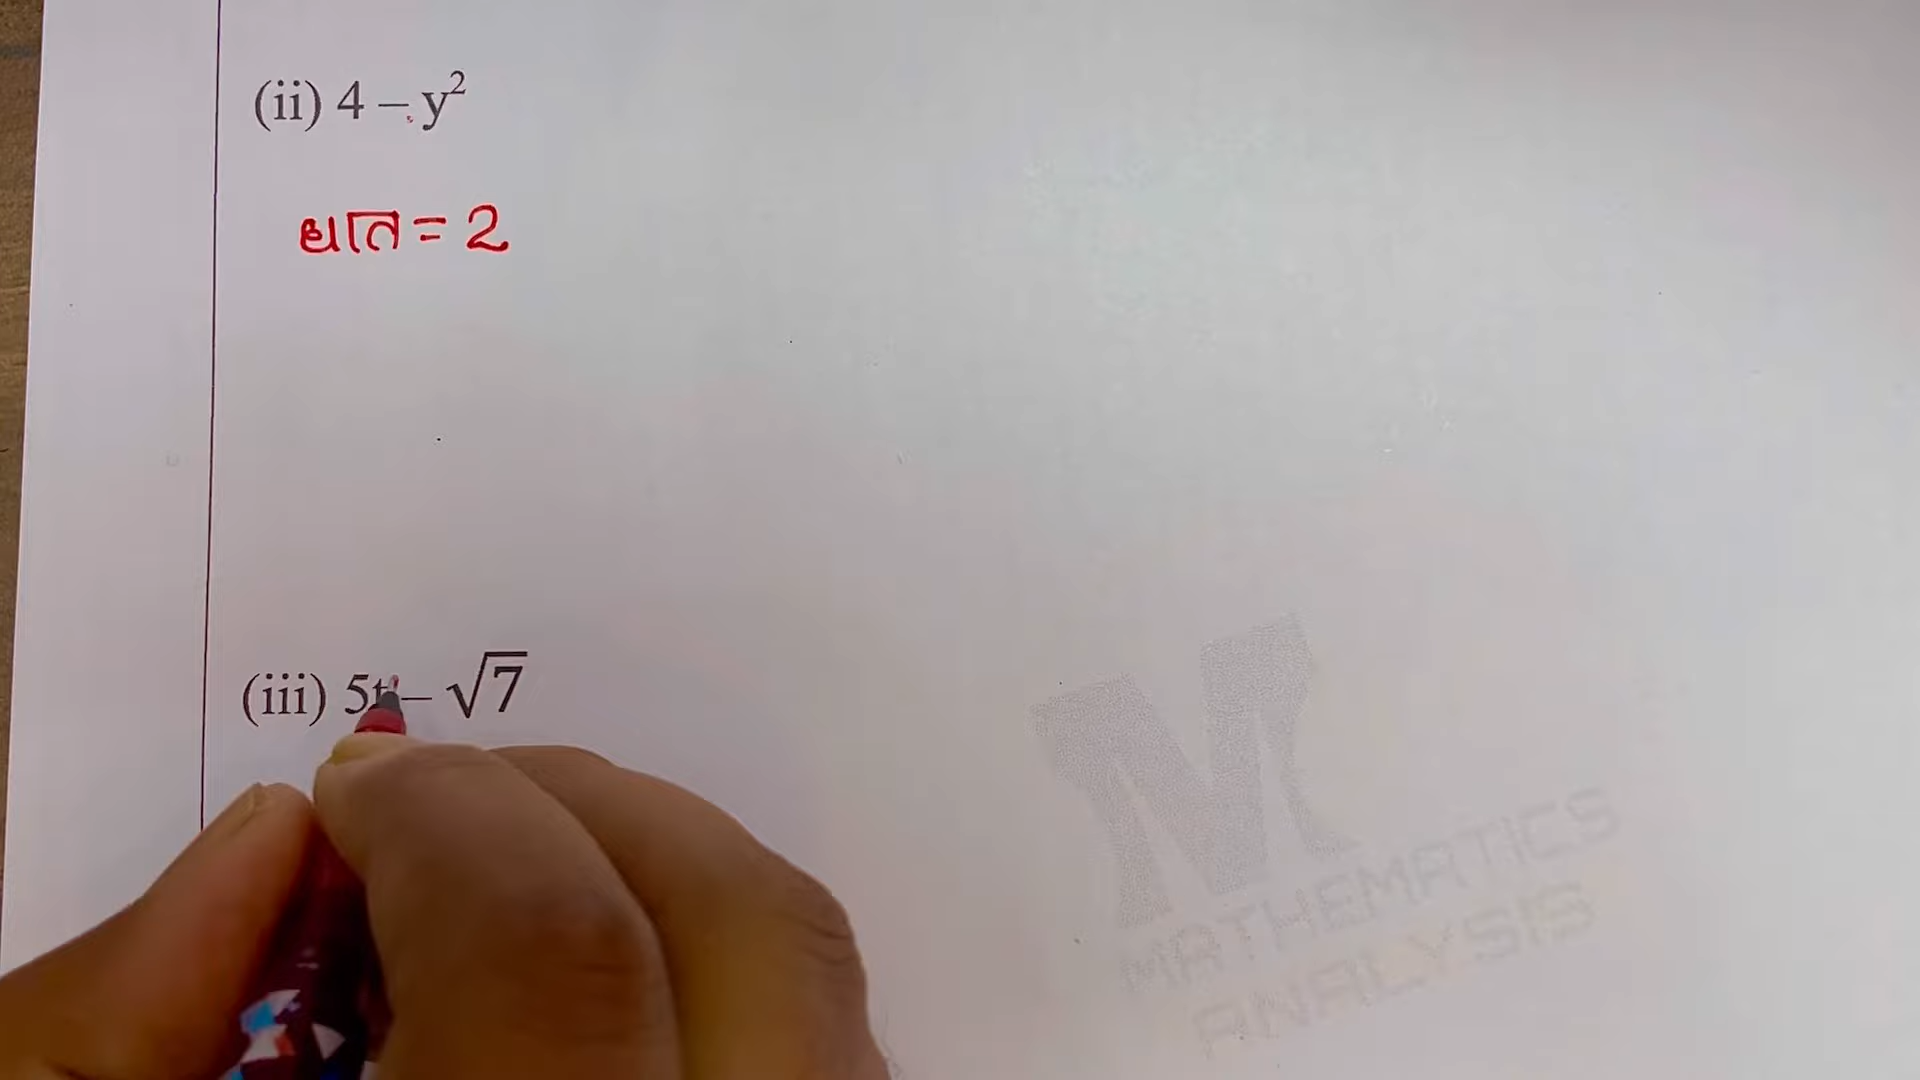 (ii) 4 – y²
घात = 2
(iii) 5t – √7
M
MATHEMATICS
ANALYSIS